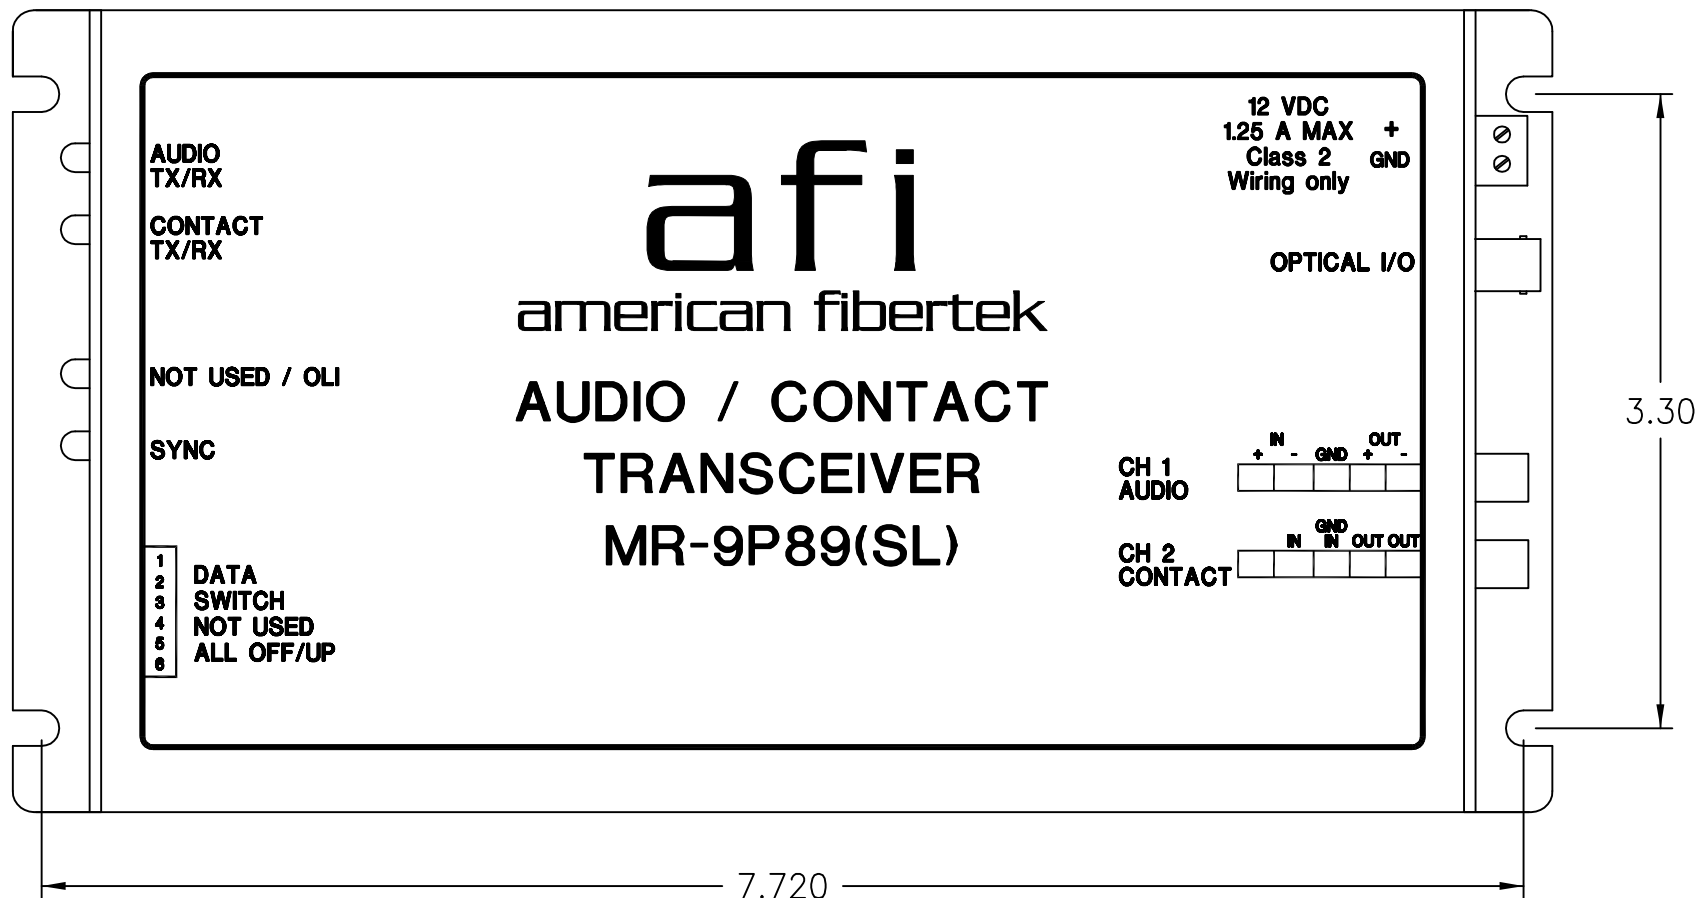 AUDIO
TX/RX
CONTACT
TX/RX
NOT USED / OLI
SYNC
1
2
3
4
5
6
DATA
SWITCH
NOT USED
ALL OFF/UP
afi
american fibertek
AUDIO / CONTACT
TRANSCEIVER
MR-9P89(SL)
12 VDC
1.25 A MAX +
Class 2 GND
Wiring only
OPTICAL I/O
IN OUT
+ - GND + -
CH 1
AUDIO
GND
IN IN OUT OUT
CH 2
CONTACT
3.30
7.720